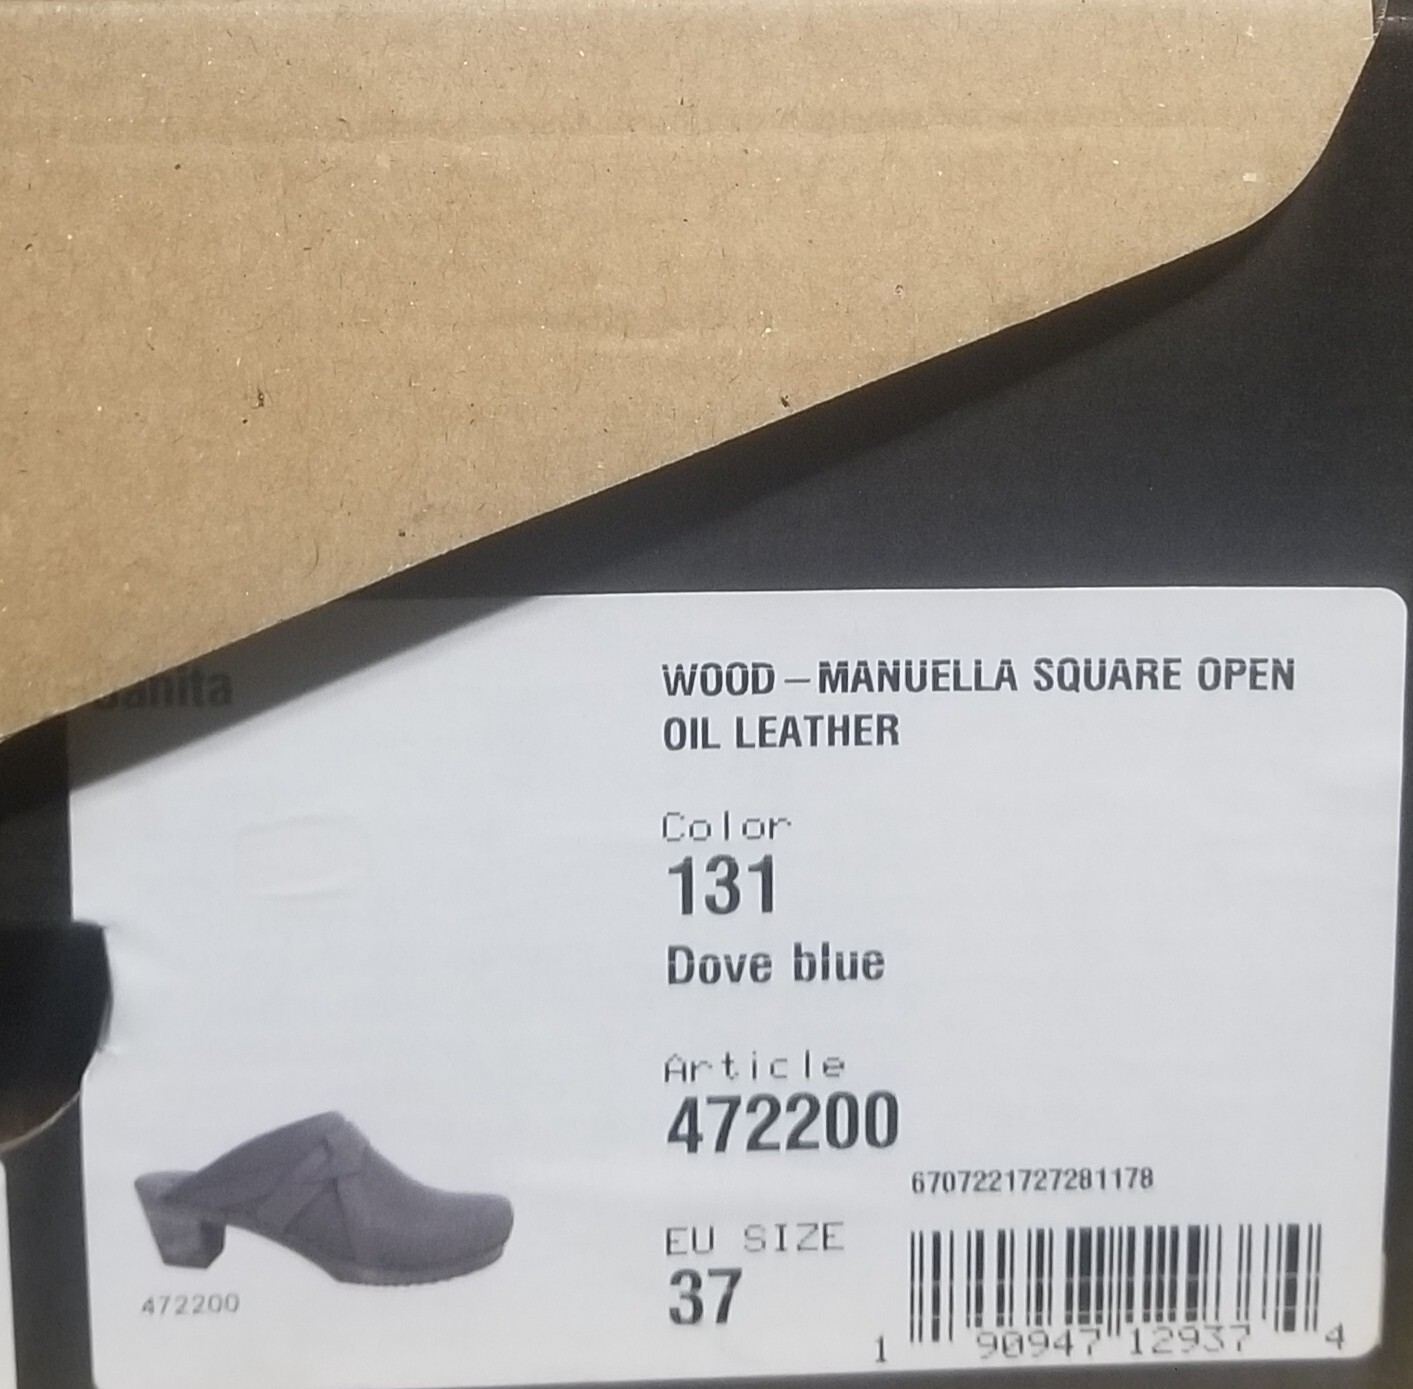 WOOD – MANUELLA SQUARE OPEN
OIL LEATHER
Color
131
Dove blue
Article
472200
6707221727281178
EU SIZE
37
472200
1 90947 12937 4